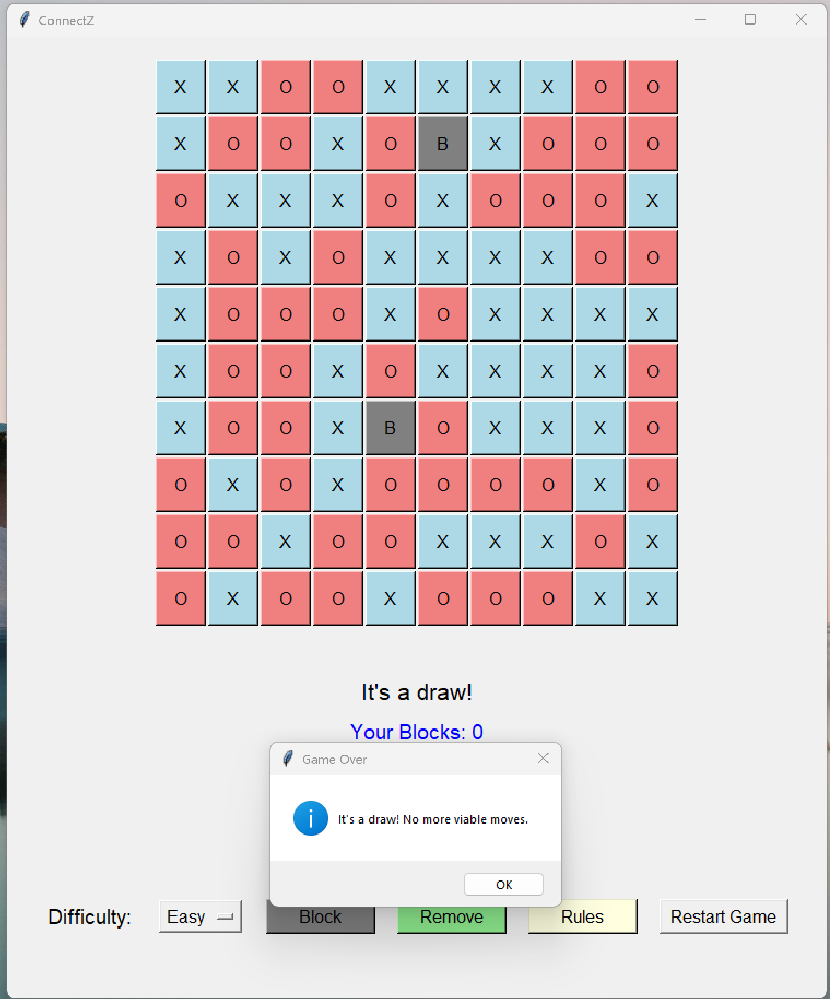 ConnectZ
X X O O X X X X O O
X O O X O B X O O O
O X X X O X O O O X
X O X O X X X X O O
X O O O X O X X X X
X O O X O X X X X O
X O O X B O X X X O
O X O X O O O O X O
O O X O O X X X O X
O X O O X O O O X X
It's a draw!
Your Blocks: 0
Game Over
It's a draw! No more viable moves.
OK
Difficulty: Easy Block Remove Rules Restart Game